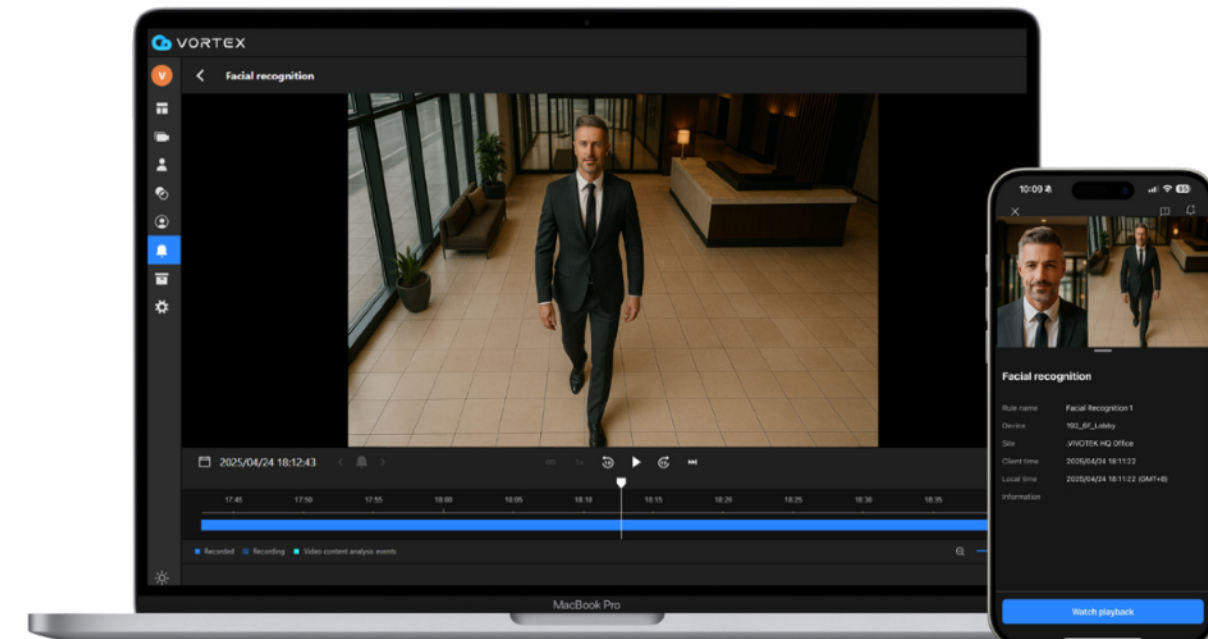 VORTEX
V
Facial recognition
2025/04/24 18:12:43
1x
17:45 17:50 17:55 18:00 18:05 18:10 18:15 18:20 18:25 18:30 18:35
Recorded Recording Video content analysis events
MacBook Pro
10:09
Facial recognition
Rule name Facial Recognition 1
Device 192_6F_Lobby
Site .VIVOTEK HQ Office
Client time 2025/04/24 18:11:22
Local time 2025/04/24 18:11:22 (GMT+8)
Information
Watch playback